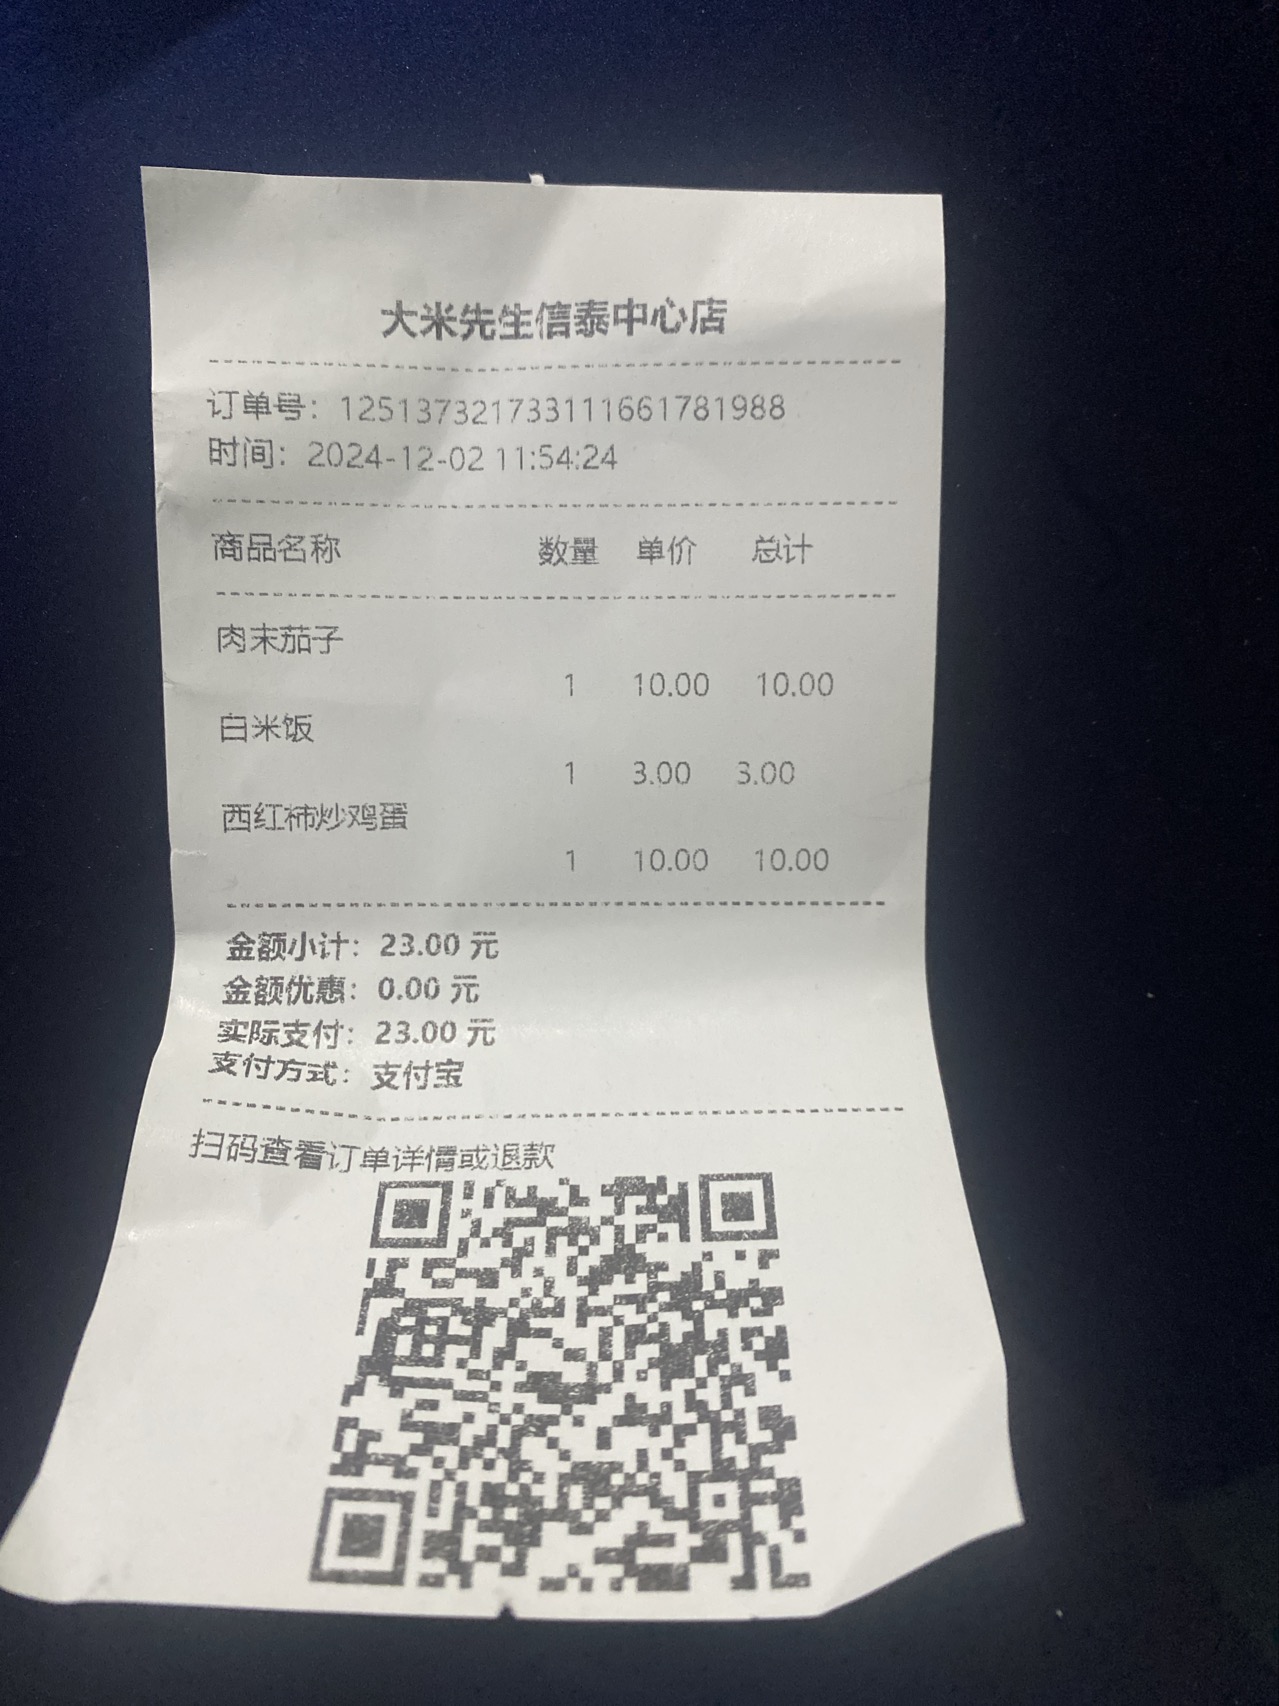 大米先生信泰中心店
订单号：1251373217331111661781988
时间：2024-12-02 11:54:24
商品名称 数量 单价 总计
肉末茄子
1 10.00 10.00
白米饭
1 3.00 3.00
西红柿炒鸡蛋
1 10.00 10.00
金额小计：23.00 元
金额优惠：0.00 元
实际支付：23.00 元
支付方式：支付宝
扫码查看订单详情或退款